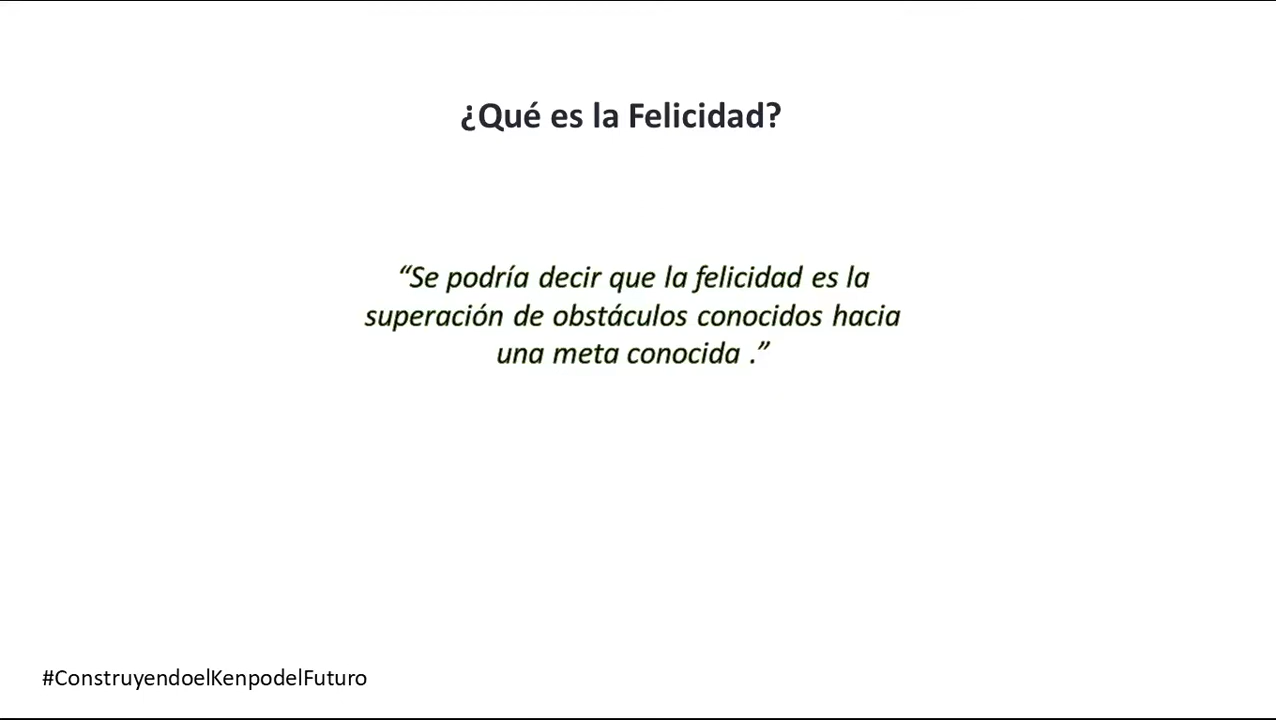 ¿Qué es la Felicidad?
“Se podría decir que la felicidad es la
superación de obstáculos conocidos hacia
una meta conocida .”
#ConstruyendoelKenpodelFuturo